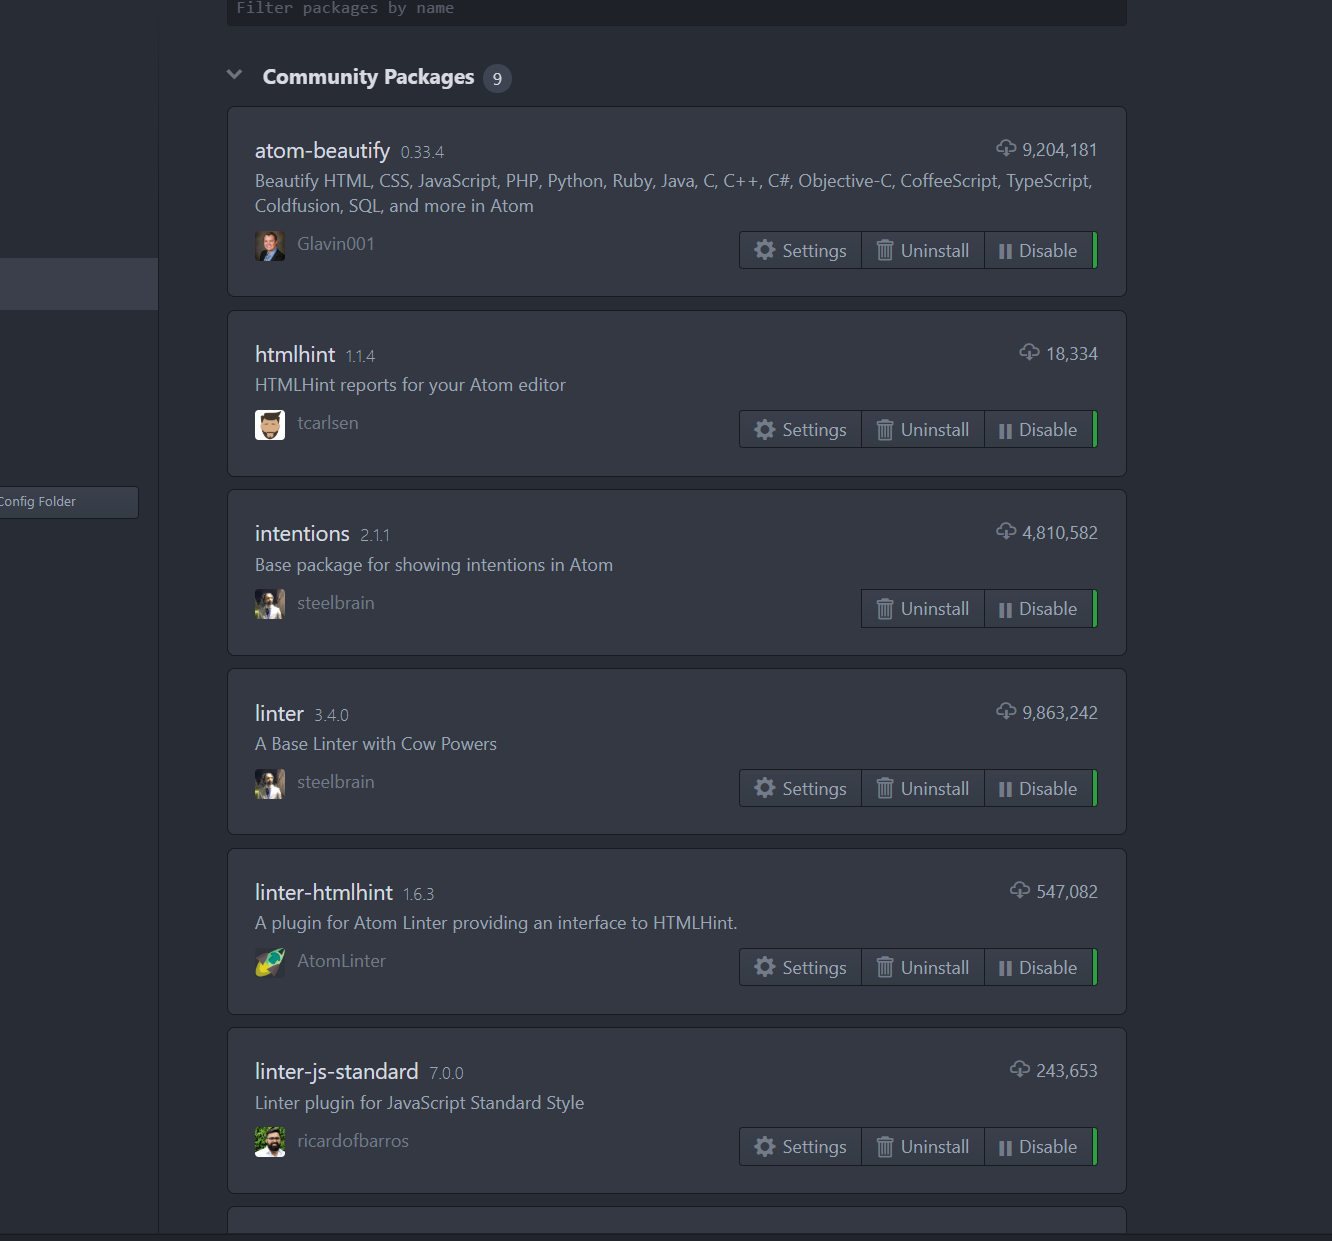 Filter packages by name
Community Packages 9
atom-beautify 0.33.4 9,204,181
Beautify HTML, CSS, JavaScript, PHP, Python, Ruby, Java, C, C++, C#, Objective-C, CoffeeScript, TypeScript,
Coldfusion, SQL, and more in Atom
Glavin001 Settings Uninstall Disable
htmlhint 1.1.4 18,334
HTMLHint reports for your Atom editor
tcarlsen Settings Uninstall Disable
Config Folder
intentions 2.1.1 4,810,582
Base package for showing intentions in Atom
steelbrain Uninstall Disable
linter 3.4.0 9,863,242
A Base Linter with Cow Powers
steelbrain Settings Uninstall Disable
linter-htmlhint 1.6.3 547,082
A plugin for Atom Linter providing an interface to HTMLHint.
AtomLinter Settings Uninstall Disable
linter-js-standard 7.0.0 243,653
Linter plugin for JavaScript Standard Style
ricardofbarros Settings Uninstall Disable